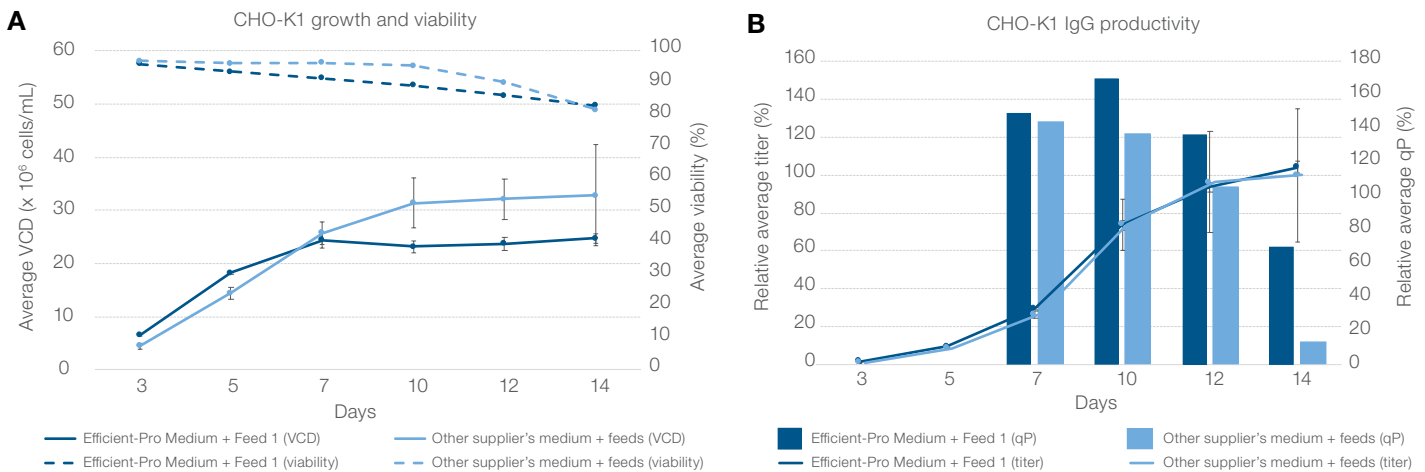 A
CHO-K1 growth and viability
Average VCD (x 10⁶ cells/mL)
60
50
40
30
20
10
0
100
90
80
70
60
50
40
30
20
10
0
Average viability (%)
3 5 7 10 12 14
Days
Efficient-Pro Medium + Feed 1 (VCD)
Other supplier's medium + feeds (VCD)
Efficient-Pro Medium + Feed 1 (viability)
Other supplier's medium + feeds (viability)
B
CHO-K1 IgG productivity
Relative average titer (%)
160
140
120
100
80
60
40
20
0
180
160
140
120
100
80
60
40
20
0
Relative average qP (%)
3 5 7 10 12 14
Days
Efficient-Pro Medium + Feed 1 (qP)
Other supplier's medium + feeds (qP)
Efficient-Pro Medium + Feed 1 (titer)
Other supplier's medium + feeds (titer)